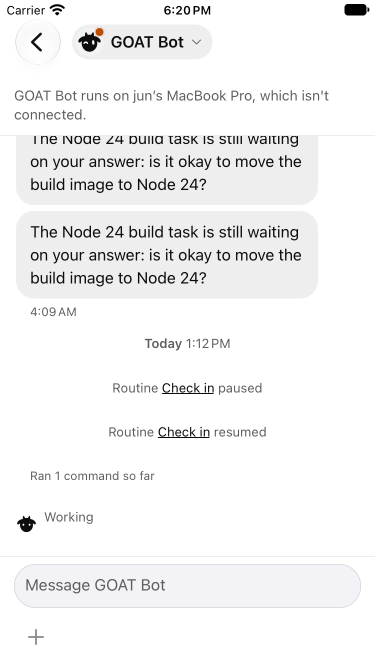 Carrier 6:20 PM
GOAT Bot
GOAT Bot runs on jun’s MacBook Pro, which isn't
connected.
The Node 24 build task is still waiting
on your answer: is it okay to move the
build image to Node 24?
The Node 24 build task is still waiting
on your answer: is it okay to move the
build image to Node 24?
4:09 AM
Today 1:12 PM
Routine Check in paused
Routine Check in resumed
Ran 1 command so far
Working
Message GOAT Bot